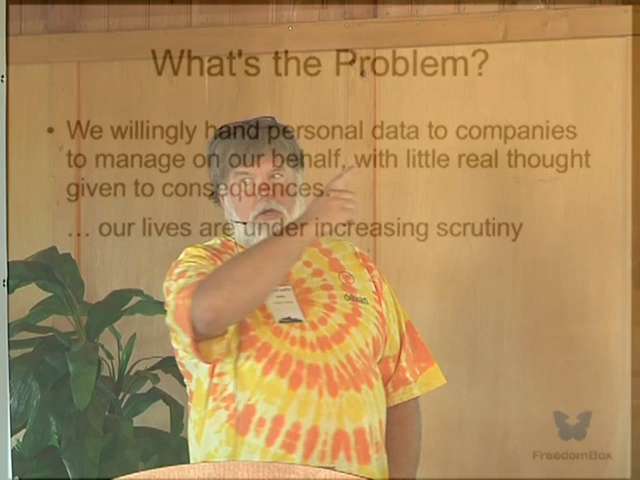 What's the Problem?
• We willingly hand personal data to companies
to manage on our behalf, with little real thought
given to consequences.
... our lives are under increasing scrutiny
FreedomBox